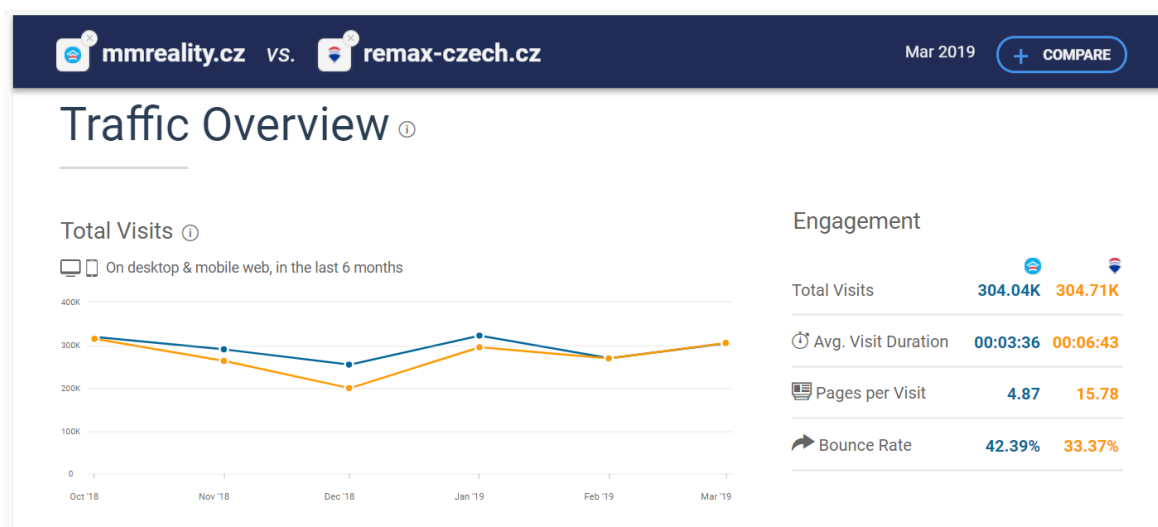 mmreality.cz vs. remax-czech.cz
Mar 2019
+ COMPARE
Traffic Overview
Total Visits
On desktop & mobile web, in the last 6 months
400K
300K
200K
100K
0
Oct '18 Nov '18 Dec '18 Jan '19 Feb '19 Mar '19
Engagement
Total Visits 304.04K 304.71K
Avg. Visit Duration 00:03:36 00:06:43
Pages per Visit 4.87 15.78
Bounce Rate 42.39% 33.37%